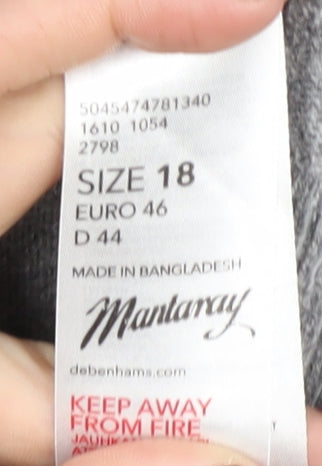 5045474781340
1610 1054
2798
SIZE 18
EURO 46
D 44
MADE IN BANGLADESH
Mantaray
debenhams.com
KEEP AWAY
FROM FIRE